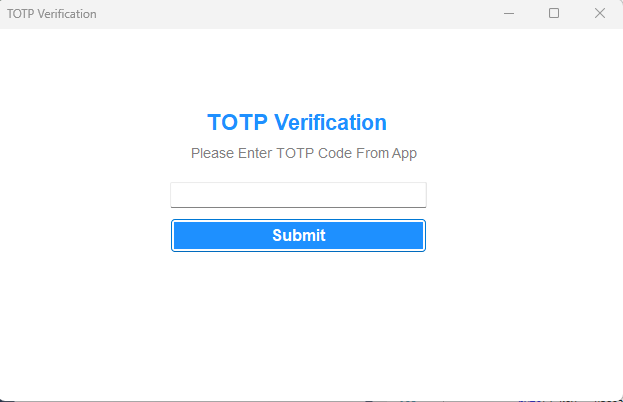 TOTP Verification
TOTP Verification
Please Enter TOTP Code From App
Submit